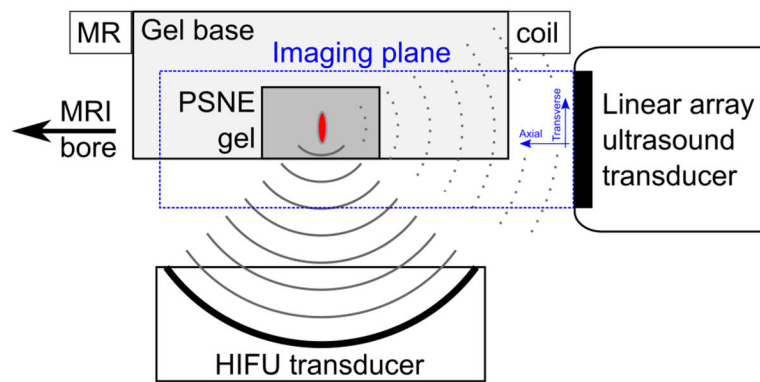 MR
Gel base
coil
Imaging plane
PSNE
gel
MRI
bore
Axial
Transverse
Linear array
ultrasound
transducer
HIFU transducer